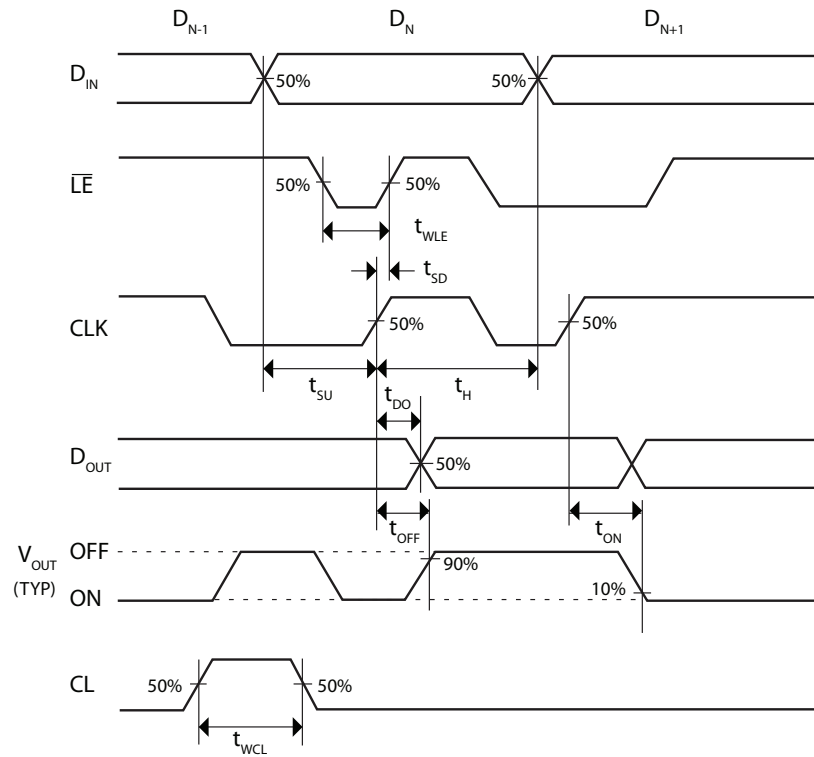 D_N-1 D_N D_N+1
D_IN 50% 50%
LE 50% 50%
t_WLE
t_SD
CLK 50% 50%
t_SU t_H
t_DO
D_OUT 50%
t_OFF t_ON
V_OUT (TYP) OFF 90%
ON 10%
CL 50% 50%
t_WCL